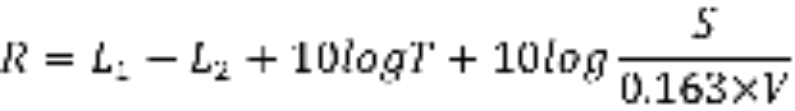 R = L₁ − L₂ + 10logT + 10log S/(0.163×V)